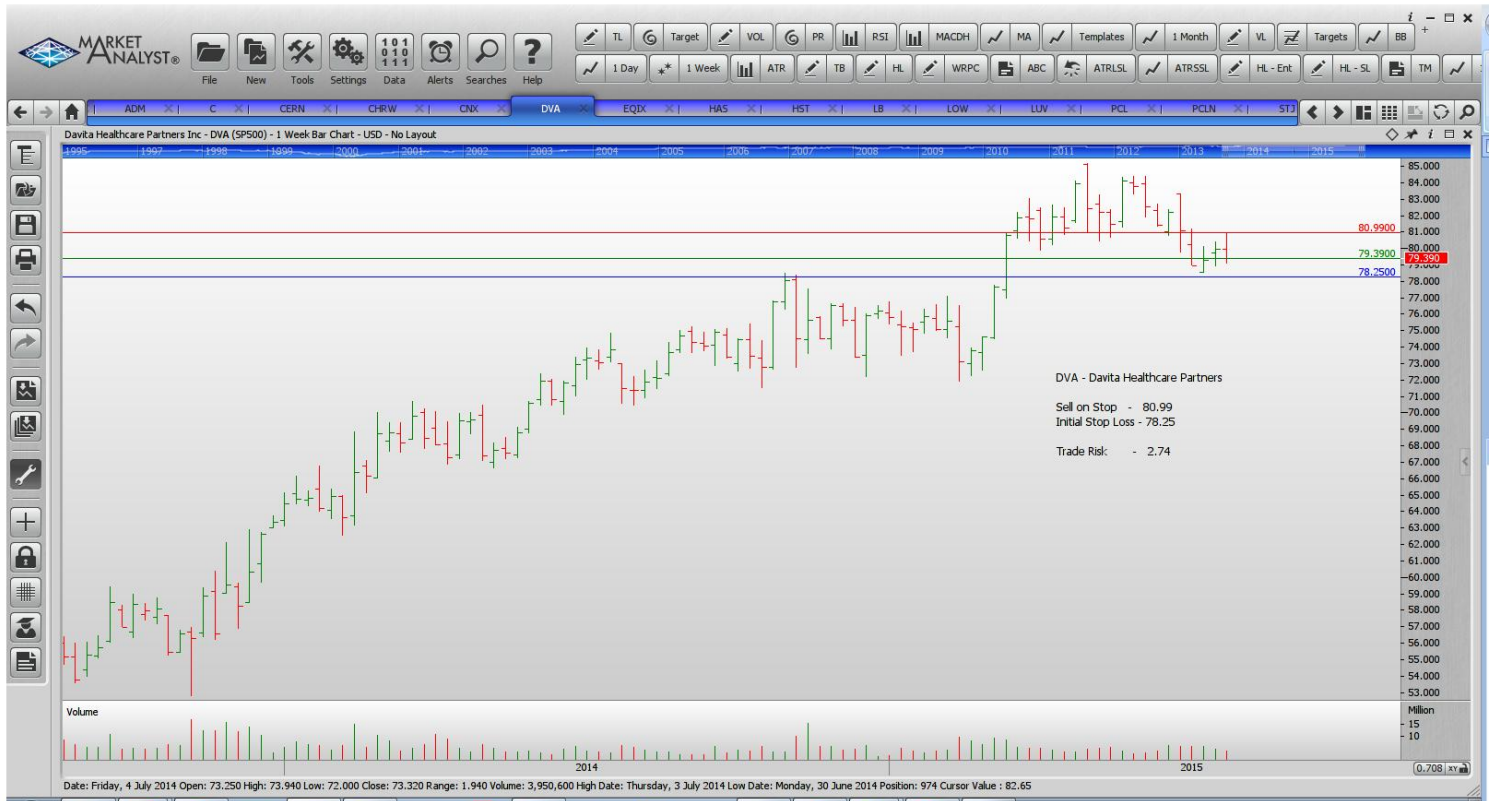 MARKET
ANALYST®
File New Tools Settings Data Alerts Searches Help
TL Target VOL PR RSI MACDH MA Templates 1 Month VL Targets BB
1 Day 1 Week ATR TB HL WRPC ABC ATRLSL ATRSSL HL - Ent HL - SL TM
ADM C CERN CHRW CNX DVA EQIX HAS HST LB LOW LUV PCL PCLN STJ
Davita Healthcare Partners Inc - DVA (SP500) - 1 Week Bar Chart - USD - No Layout
1995 1997 1998 1899 2000 2001 2002 2003 2004 2005 2006 2007 2008 2009 2010 2011 2012 2013 2014 2015
85.000
84.000
83.000
82.000
80.9900 81.000
80.000
79.3900 79.390
79.000
78.2500
78.000
77.000
76.000
75.000
74.000
73.000
DVA - Davita Healthcare Partners
72.000
71.000
Sell on Stop - 80.99
70.000
Initial Stop Loss - 78.25
69.000
68.000
Trade Risk - 2.74
67.000
66.000
65.000
64.000
63.000
62.000
61.000
60.000
59.000
58.000
57.000
56.000
55.000
54.000
53.000
Volume Million
15
10
2014 2015 0.708 XY
Date: Friday, 4 July 2014 Open: 73.250 High: 73.940 Low: 72.000 Close: 73.320 Range: 1.940 Volume: 3,950,600 High Date: Thursday, 3 July 2014 Low Date: Monday, 30 June 2014 Position: 974 Cursor Value : 82.65